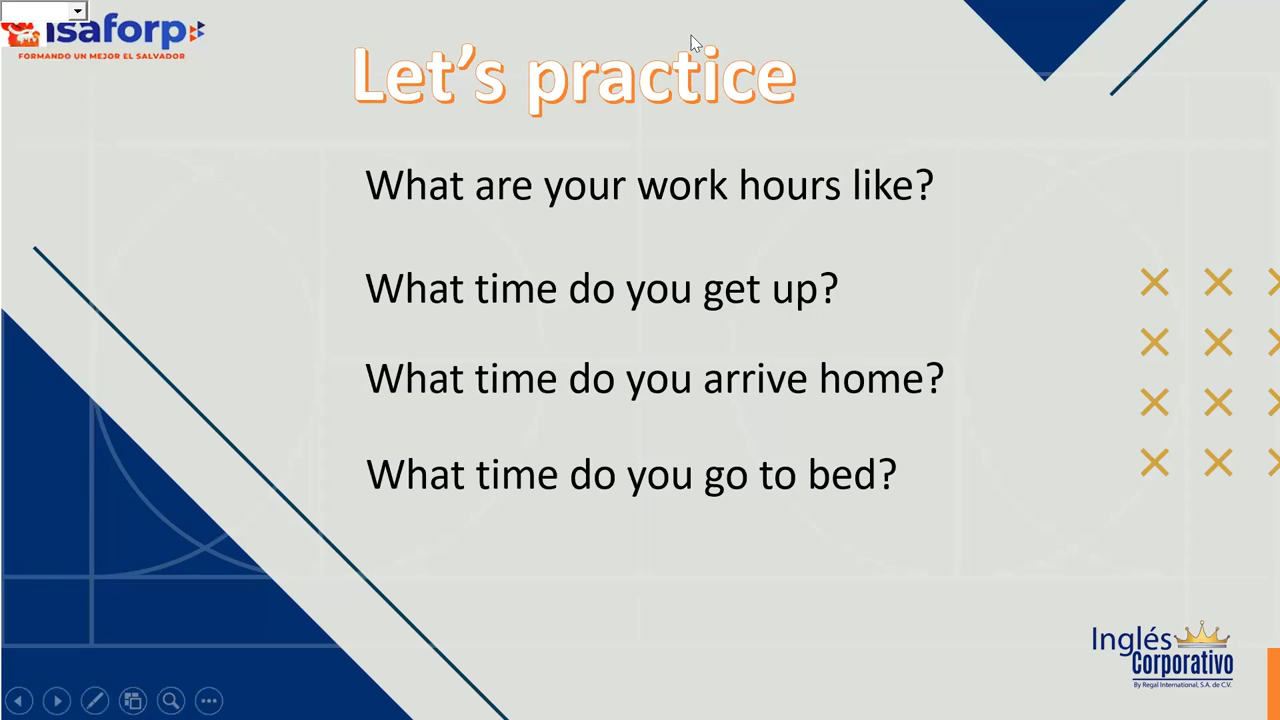 isaforp
FORMANDO UN MEJOR EL SALVADOR
Let's practice
What are your work hours like?
What time do you get up?
What time do you arrive home?
What time do you go to bed?
Inglés
Corporativo
By Regal International, S.A. de C.V.